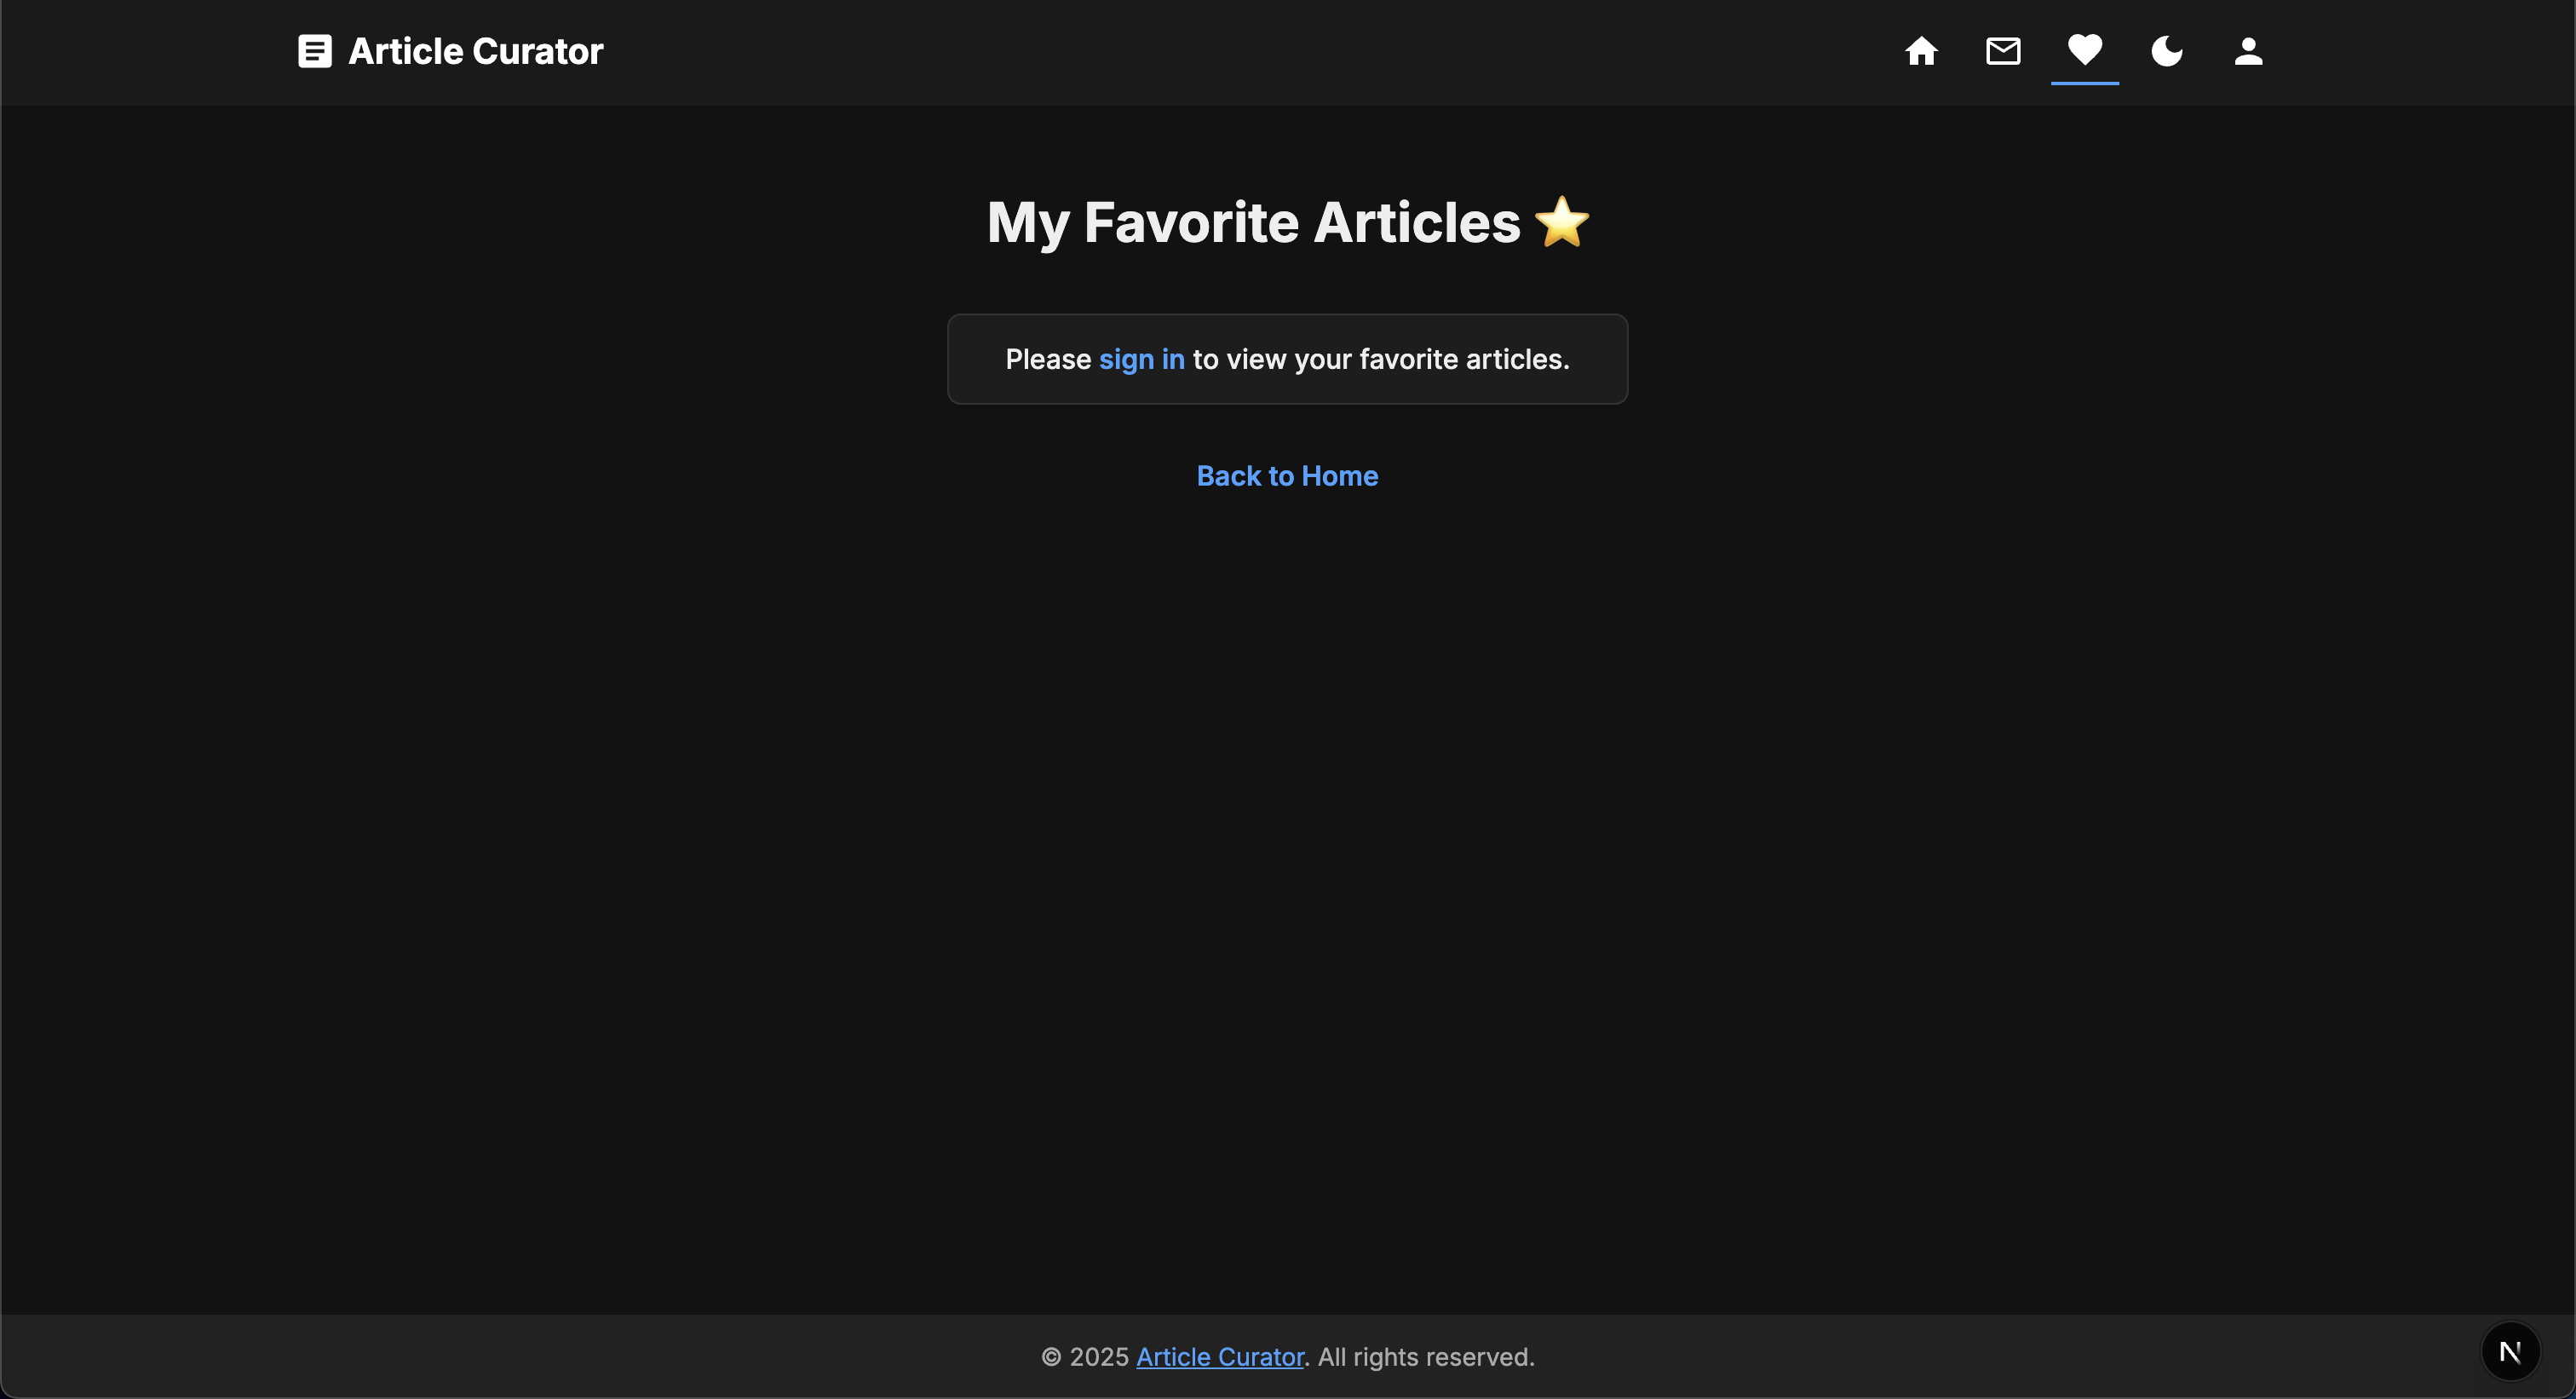 Article Curator
My Favorite Articles ⭐
Please sign in to view your favorite articles.
Back to Home
© 2025 Article Curator. All rights reserved.
N